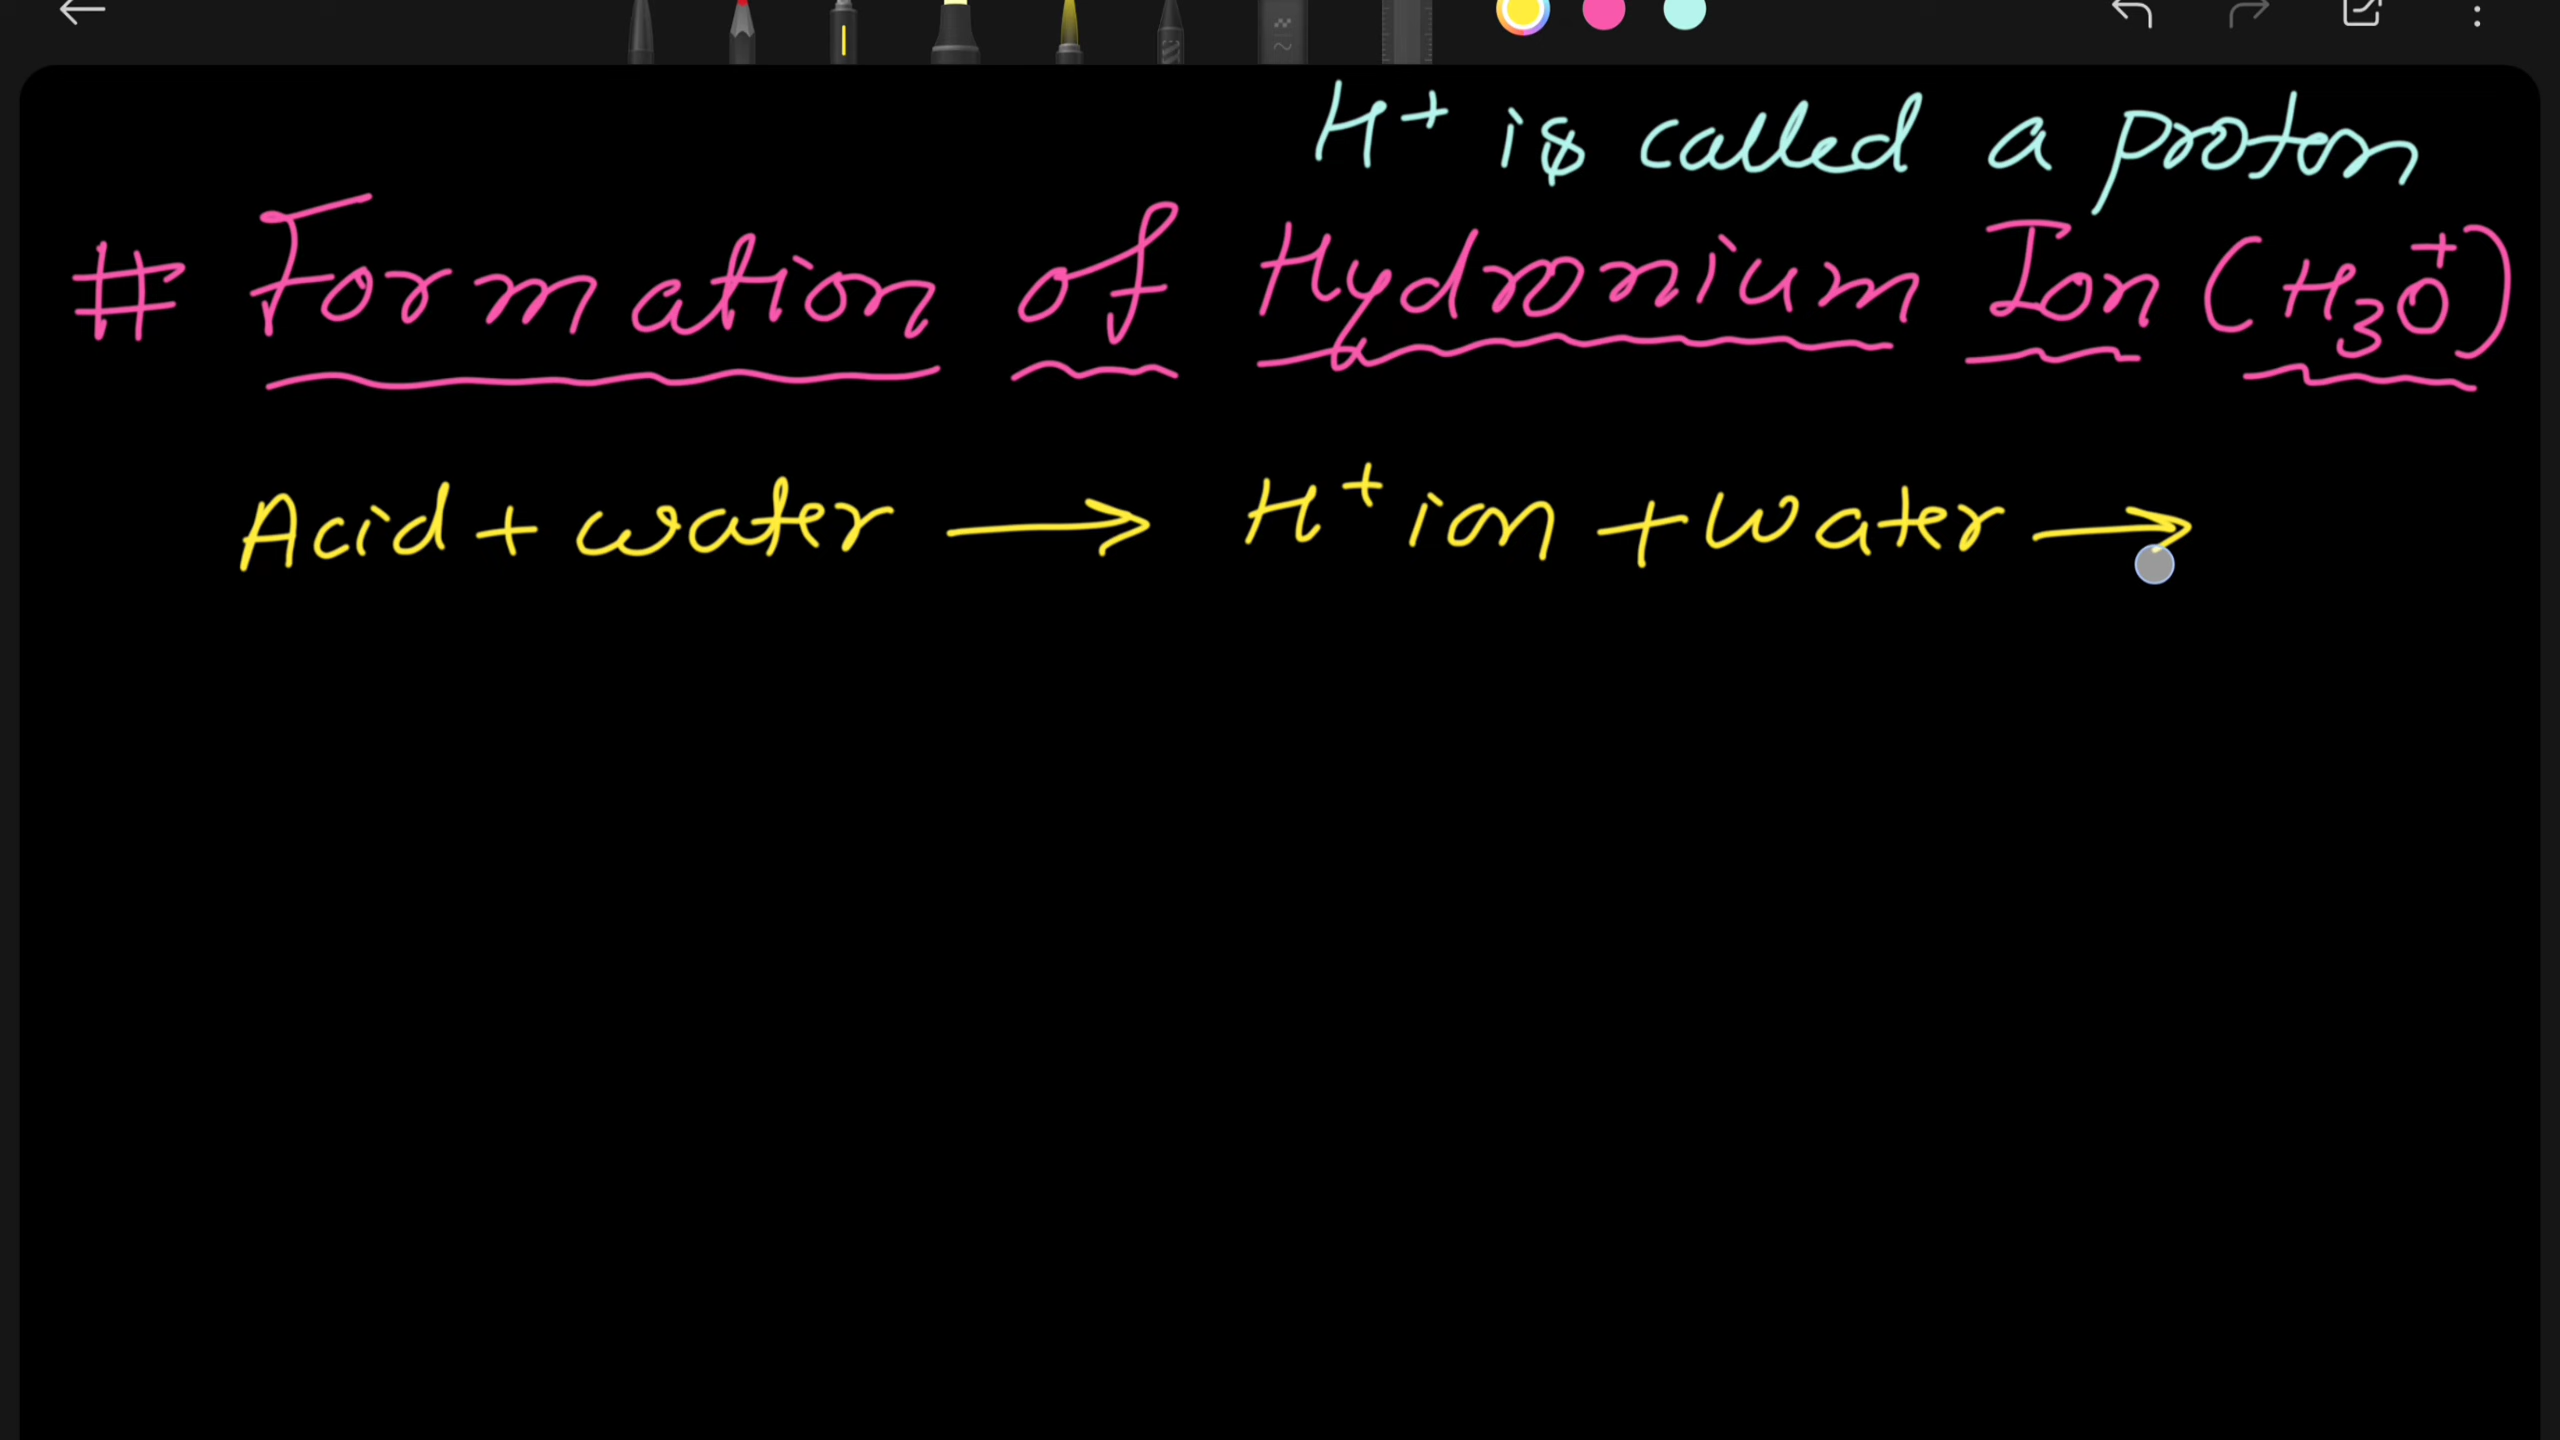 H⁺ is called a proton
# Formation of Hydronium Ion (H₃O⁺)
Acid + water → H⁺ ion + Water →